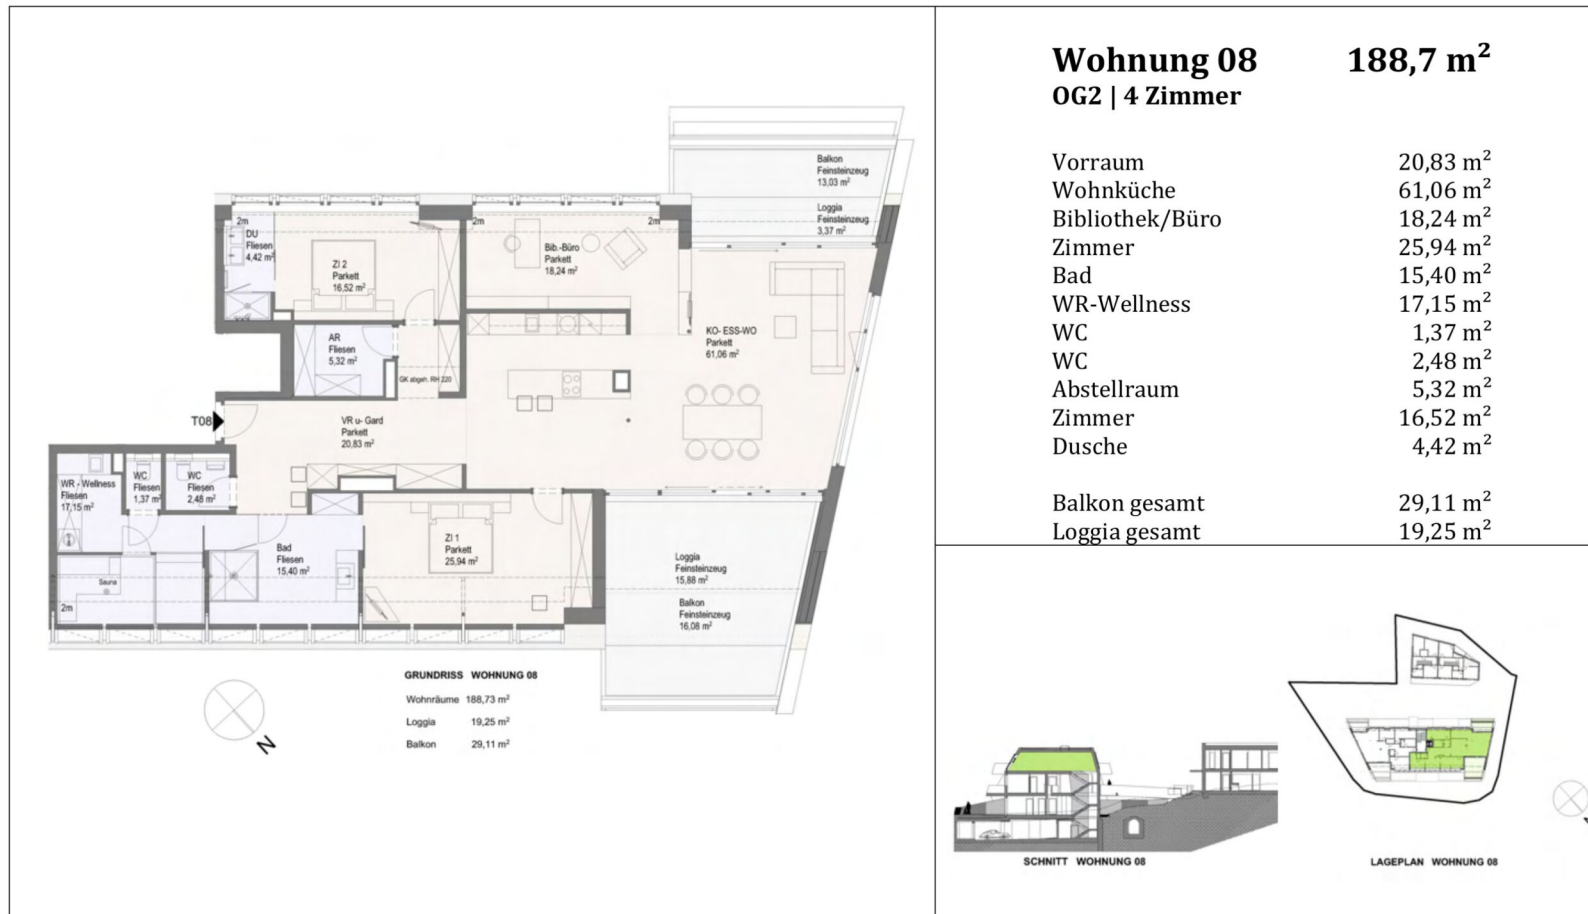 Balkon
Feinsteinzeug
13,03 m²
Loggia
Feinsteinzeug
3,37 m²
2m
DU
Fliesen
4,42 m²
ZI 2
Parkett
16,52 m²
2m
2m
Bib.-Büro
Parkett
18,24 m²
AR
Fliesen
5,32 m²
GK abgeh. RH 220
KO- ESS-WO
Parkett
61,06 m²
T08
VR u- Gard
Parkett
20,83 m²
WR - Wellness
Fliesen
17,15 m²
WC
Fliesen
1,37 m²
WC
Fliesen
2,48 m²
Bad
Fliesen
15,40 m²
ZI 1
Parkett
25,94 m²
Sauna
2m
Loggia
Feinsteinzeug
15,88 m²
Balkon
Feinsteinzeug
16,08 m²
GRUNDRISS WOHNUNG 08
Wohnräume 188,73 m²
Loggia 19,25 m²
Balkon 29,11 m²
N
Wohnung 08 188,7 m²
OG2 | 4 Zimmer
Vorraum 20,83 m²
Wohnküche 61,06 m²
Bibliothek/Büro 18,24 m²
Zimmer 25,94 m²
Bad 15,40 m²
WR-Wellness 17,15 m²
WC 1,37 m²
WC 2,48 m²
Abstellraum 5,32 m²
Zimmer 16,52 m²
Dusche 4,42 m²
Balkon gesamt 29,11 m²
Loggia gesamt 19,25 m²
SCHNITT WOHNUNG 08
LAGEPLAN WOHNUNG 08